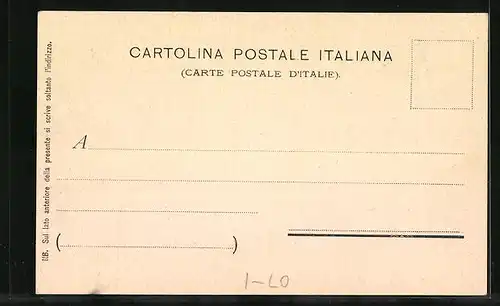 CARTOLINA POSTALE ITALIANA
(CARTE POSTALE D'ITALIE).
A
NB. Sul lato anteriore della presente si scrive soltanto l'indirizzo.
1-LO